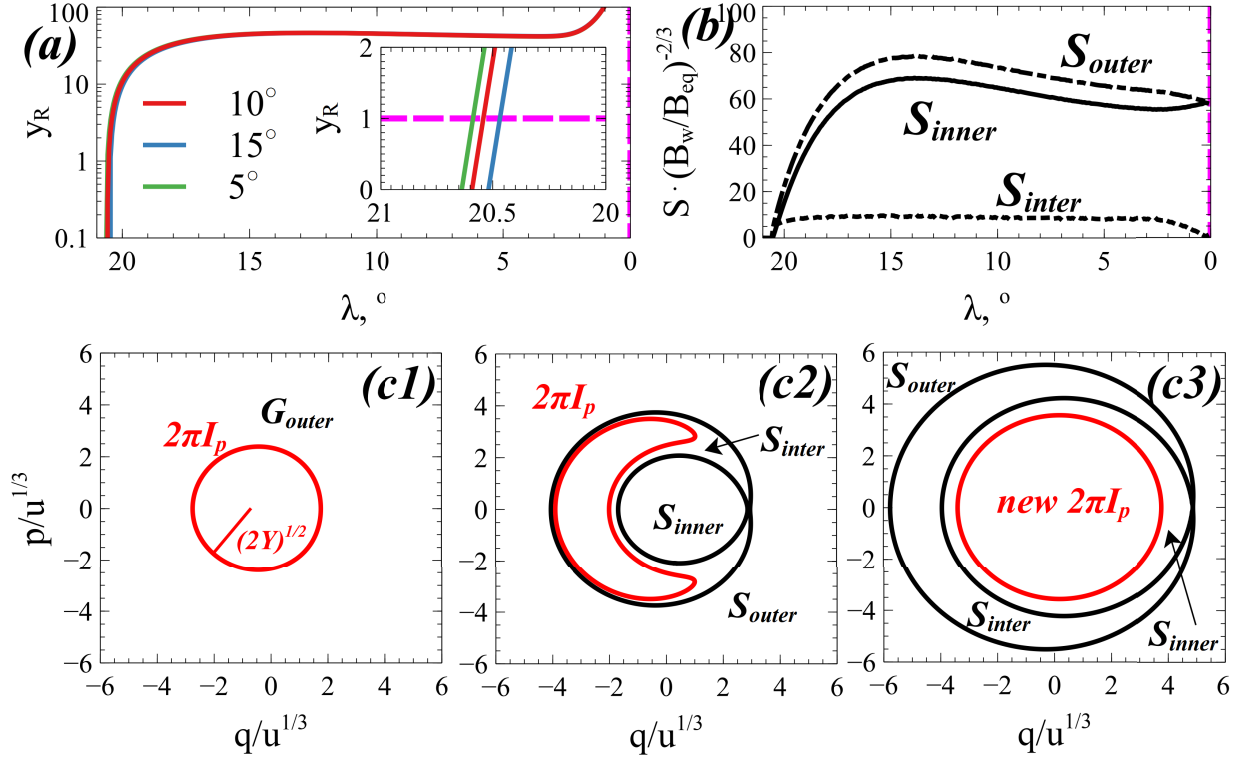 (a)
y_R
100
10
1
0.1
10°
15°
5°
y_R
2
1
0
21
20.5
20
20
15
10
5
0
λ, °
(b)
S · (B_w/B_eq)^-2/3
100
80
60
40
20
0
S_outer
S_inner
S_inter
20
15
10
5
0
λ, °
(c1)
p/u^1/3
6
4
2
0
−2
−4
−6
2πI_p
G_outer
(2Y)^1/2
−6 −4 −2 0 2 4 6
q/u^1/3
(c2)
6
4
2
0
−2
−4
−6
2πI_p
S_inter
S_inner
S_outer
−6 −4 −2 0 2 4 6
q/u^1/3
(c3)
6
4
2
0
−2
−4
−6
S_outer
new 2πI_p
S_inter
S_inner
−6 −4 −2 0 2 4 6
q/u^1/3